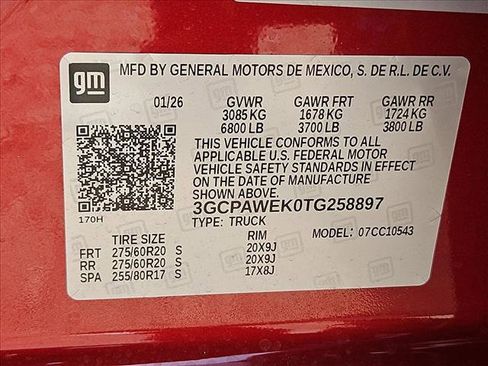 gm
MFD BY GENERAL MOTORS DE MEXICO, S. DE R.L. DE C.V.
01/26 GVWR GAWR FRT GAWR RR
3085 KG 1678 KG 1724 KG
6800 LB 3700 LB 3800 LB
THIS VEHICLE CONFORMS TO ALL
APPLICABLE U.S. FEDERAL MOTOR
VEHICLE SAFETY STANDARDS IN EFFECT
ON THE DATE OF MANUFACTURE
SHOWN ABOVE.
3GCPAWEK0TG258897
170H
TYPE: TRUCK MODEL: 07CC10543
TIRE SIZE RIM
FRT 275/60R20 S 20X9J
RR 275/60R20 S 20X9J
SPA 255/80R17 S 17X8J